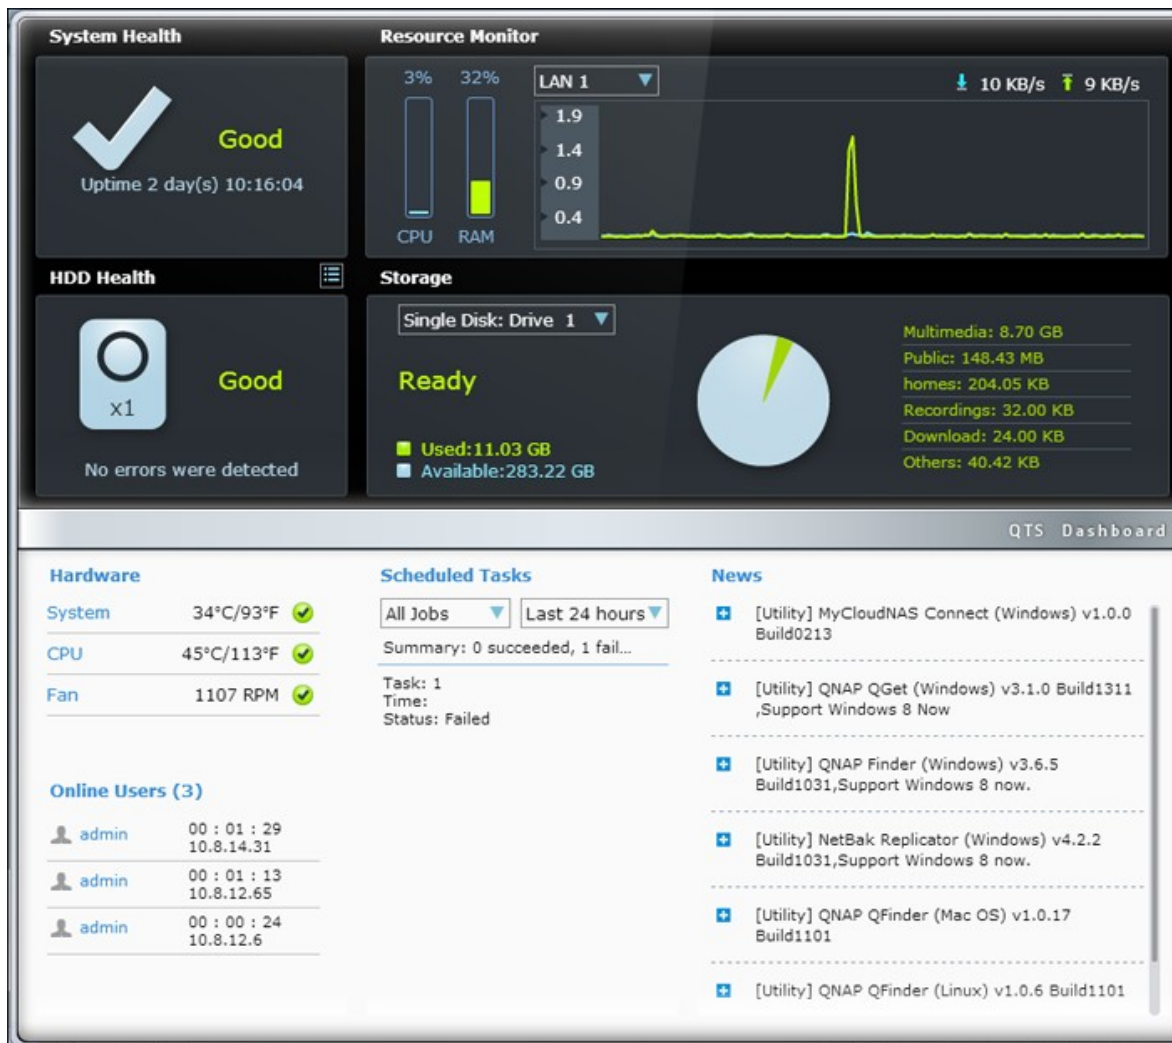 System Health
Good
Uptime 2 day(s) 10:16:04
Resource Monitor
3% 32%
CPU RAM
LAN 1
10 KB/s 9 KB/s
1.9
1.4
0.9
0.4
HDD Health
x1
Good
No errors were detected
Storage
Single Disk: Drive 1
Ready
Used:11.03 GB
Available:283.22 GB
Multimedia: 8.70 GB
Public: 148.43 MB
homes: 204.05 KB
Recordings: 32.00 KB
Download: 24.00 KB
Others: 40.42 KB
QTS Dashboard
Hardware
System 34°C/93°F
CPU 45°C/113°F
Fan 1107 RPM
Online Users (3)
admin 00 : 01 : 29
10.8.14.31
admin 00 : 01 : 13
10.8.12.65
admin 00 : 00 : 24
10.8.12.6
Scheduled Tasks
All Jobs Last 24 hours
Summary: 0 succeeded, 1 fail...
Task: 1
Time:
Status: Failed
News
[Utility] MyCloudNAS Connect (Windows) v1.0.0
Build0213
[Utility] QNAP QGet (Windows) v3.1.0 Build1311
,Support Windows 8 Now
[Utility] QNAP Finder (Windows) v3.6.5
Build1031,Support Windows 8 now.
[Utility] NetBak Replicator (Windows) v4.2.2
Build1031,Support Windows 8 now.
[Utility] QNAP QFinder (Mac OS) v1.0.17
Build1101
[Utility] QNAP QFinder (Linux) v1.0.6 Build1101